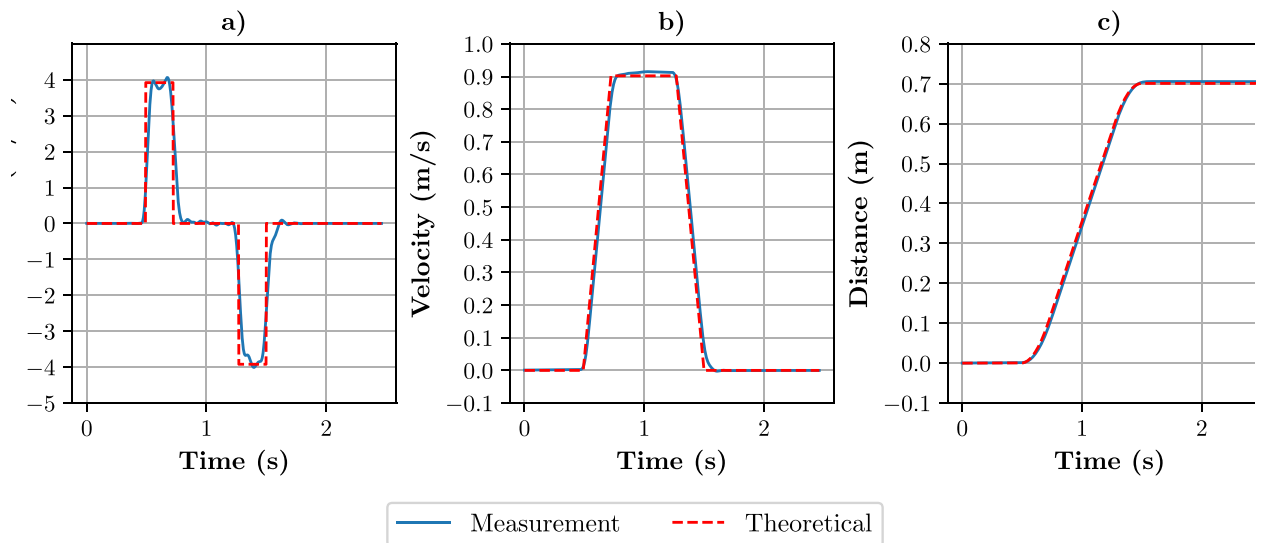 a)
4
3
2
1
0
−1
−2
−3
−4
−5
0 1 2
Time (s)
b)
Velocity (m/s)
1.0
0.9
0.8
0.7
0.6
0.5
0.4
0.3
0.2
0.1
0.0
−0.1
0 1 2
Time (s)
c)
Distance (m)
0.8
0.7
0.6
0.5
0.4
0.3
0.2
0.1
0.0
−0.1
0 1 2
Time (s)
Measurement Theoretical